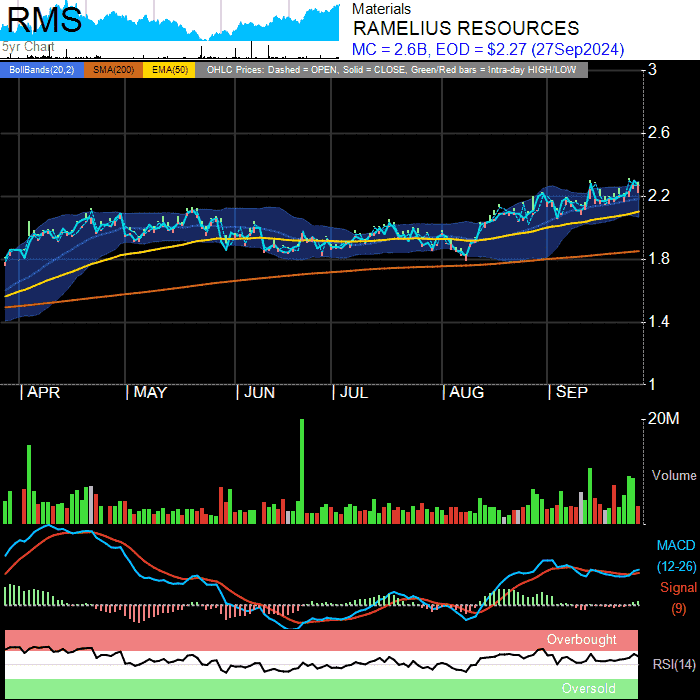 RMS
5yr Chart
Materials
RAMELIUS RESOURCES
MC = 2.6B, EOD = $2.27 (27Sep2024)
BollBands(20,2) SMA(200) EMA(50) OHLC Prices: Dashed = OPEN, Solid = CLOSE, Green/Red bars = Intra-day HIGH/LOW
3
2.6
2.2
1.8
1.4
1
APR MAY JUN JUL AUG SEP
20M
Volume
MACD
(12-26)
Signal
(9)
Overbought
RSI(14)
Oversold